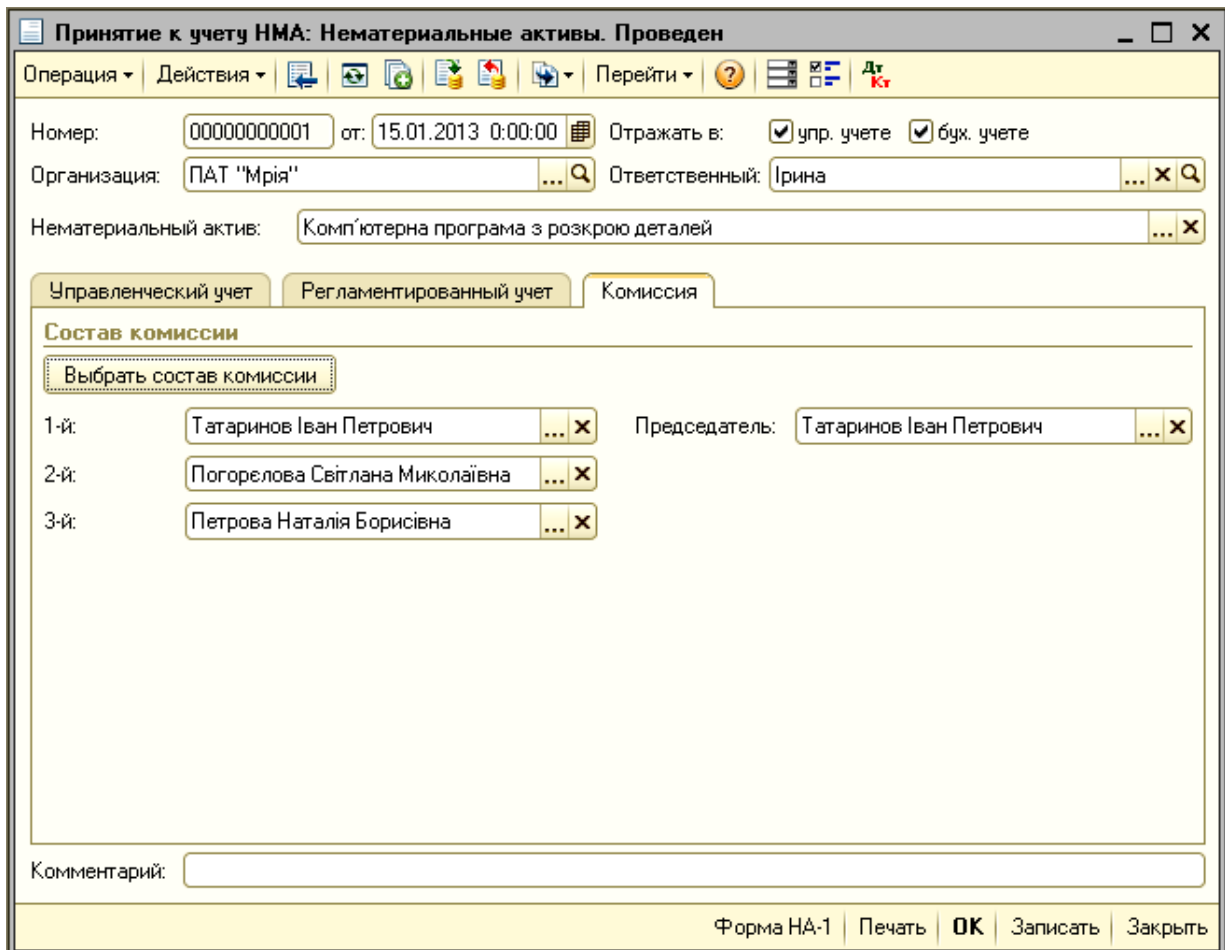 Принятие к учету НМА: Нематериальные активы. Проведен
Операция Действия Перейти ? Дт Кт
Номер: 00000000001 от: 15.01.2013 0:00:00 Отражать в: упр. учете бух. учете
Организация: ПАТ "Мрія" ... Ответственный: Ірина ...
Нематериальный актив: Комп'ютерна програма з розкрою деталей ...
Управленческий учет Регламентированный учет Комиссия
Состав комиссии
Выбрать состав комиссии
1-й: Татаринов Іван Петрович ... Председатель: Татаринов Іван Петрович ...
2-й: Погорєлова Світлана Миколаївна ...
3-й: Петрова Наталія Борисівна ...
Комментарий:
Форма НА-1 Печать ОК Записать Закрыть